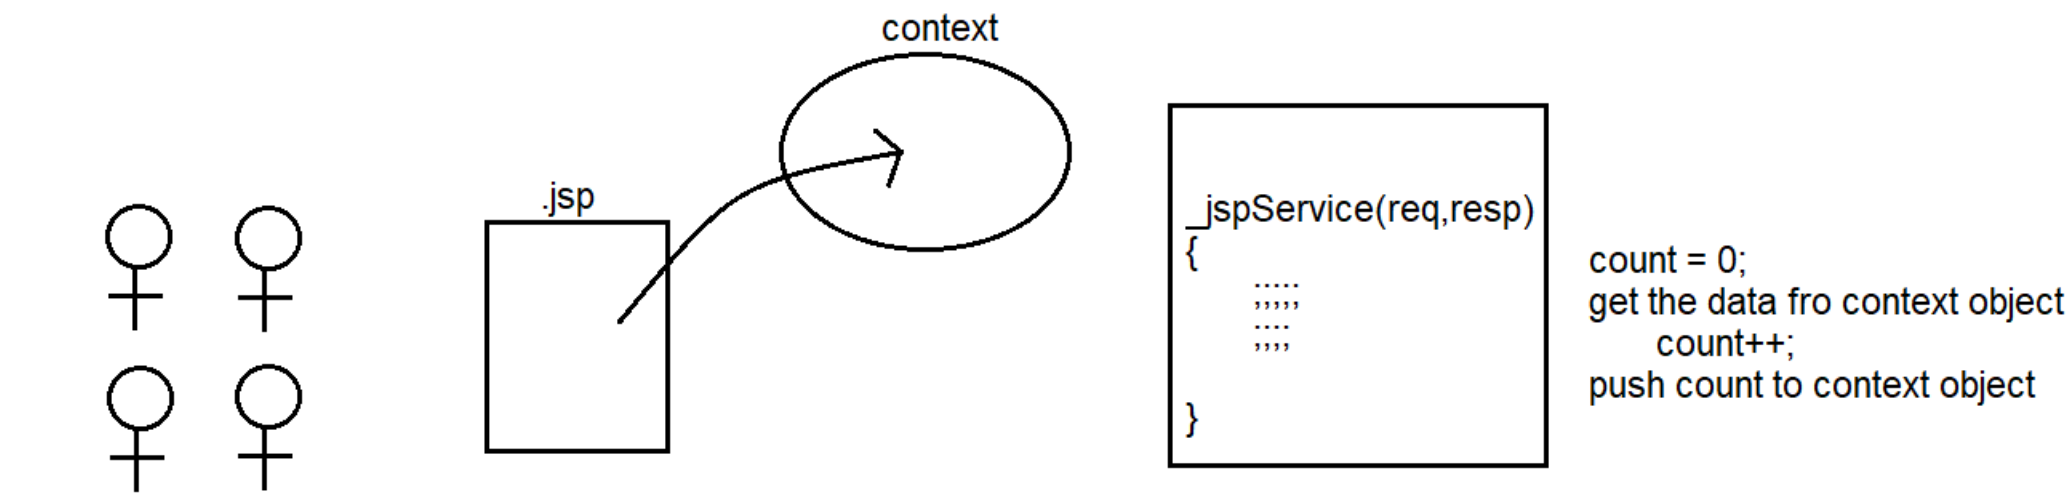 context
.jsp
_jspService(req,resp)
{
;;;;;
;;;;
}
count = 0;
get the data fro context object
count++;
push count to context object